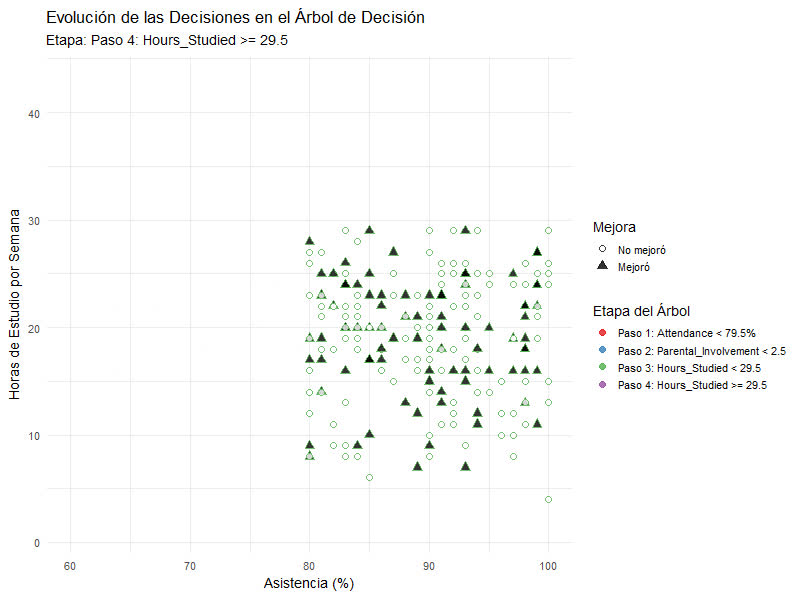 Evolución de las Decisiones en el Árbol de Decisión
Etapa: Paso 4: Hours_Studied >= 29.5
Horas de Estudio por Semana
40
30
20
10
0
60
70
80
90
100
Asistencia (%)
Mejora
No mejoró
Mejoró
Etapa del Árbol
Paso 1: Attendance < 79.5%
Paso 2: Parental_Involvement < 2.5
Paso 3: Hours_Studied < 29.5
Paso 4: Hours_Studied >= 29.5